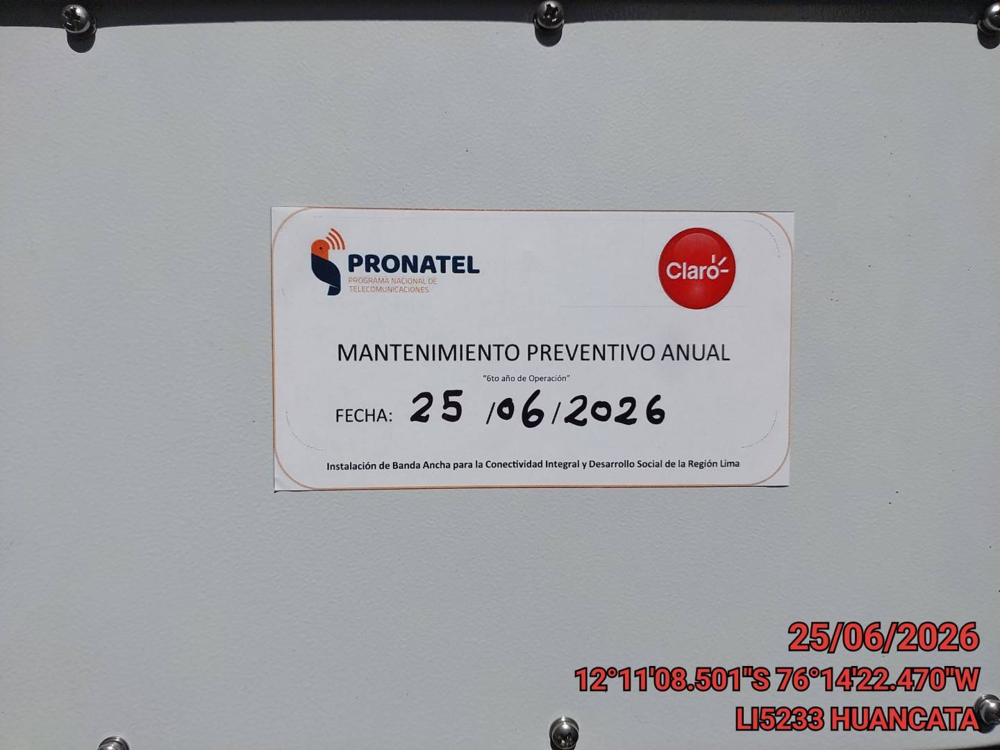 PRONATEL
PROGRAMA NACIONAL DE
TELECOMUNICACIONES
Claro
MANTENIMIENTO PREVENTIVO ANUAL
"6to año de Operación"
FECHA: 25 /06/2026
Instalación de Banda Ancha para la Conectividad Integral y Desarrollo Social de la Región Lima
25/06/2026
12°11'08.501"S 76°14'22.470"W
LI5233 HUANCATA